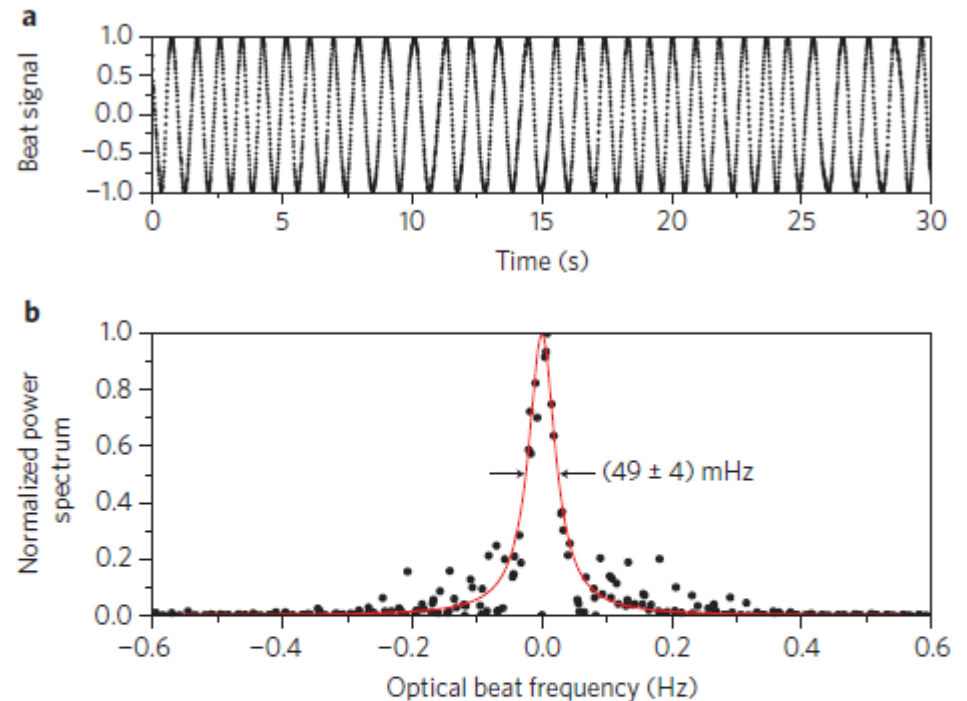 a
Beat signal
1.0
0.5
0.0
−0.5
−1.0
0 5 10 15 20 25 30
Time (s)
b
Normalized power
spectrum
1.0
0.8
0.6
0.4
0.2
0.0
(49 ± 4) mHz
−0.6 −0.4 −0.2 0.0 0.2 0.4 0.6
Optical beat frequency (Hz)